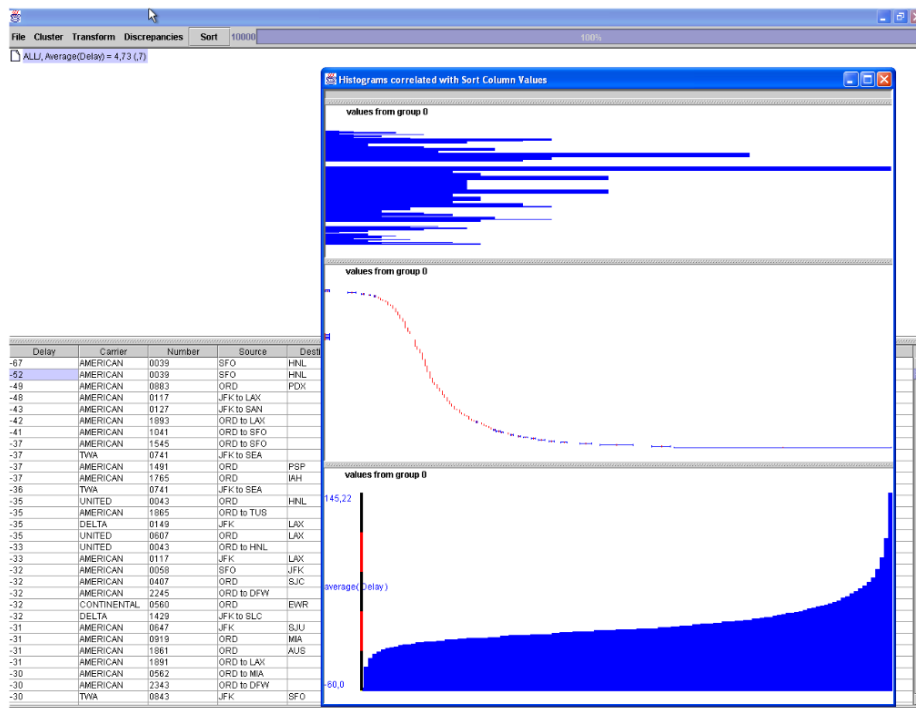 File Cluster Transform Discrepancies Sort 10000 100%
ALL/, Average(Delay) = 4,73 (,7)
Histograms correlated with Sort Column Values
values from group 0
values from group 0
values from group 0
145,22
average(Delay)
-60,0
Delay Carrier Number Source Desti
-67 AMERICAN 0039 SFO HNL
-52 AMERICAN 0039 SFO HNL
-49 AMERICAN 0883 ORD PDX
-48 AMERICAN 0117 JFK to LAX
-43 AMERICAN 0127 JFK to SAN
-42 AMERICAN 1893 ORD to LAX
-41 AMERICAN 1041 ORD to SFO
-37 AMERICAN 1545 ORD to SFO
-37 TWA 0741 JFK to SEA
-37 AMERICAN 1491 ORD PSP
-37 AMERICAN 1765 ORD IAH
-36 TWA 0741 JFK to SEA
-35 UNITED 0043 ORD HNL
-35 AMERICAN 1865 ORD to TUS
-35 DELTA 0149 JFK LAX
-35 UNITED 0607 ORD LAX
-33 UNITED 0043 ORD to HNL
-33 AMERICAN 0117 JFK LAX
-32 AMERICAN 0058 SFO JFK
-32 AMERICAN 0407 ORD SJC
-32 AMERICAN 2245 ORD to DFW
-32 CONTINENTAL 0560 ORD EWR
-32 DELTA 1429 JFK to SLC
-31 AMERICAN 0647 JFK SJU
-31 AMERICAN 0919 ORD MIA
-31 AMERICAN 1861 ORD AUS
-31 AMERICAN 1891 ORD to LAX
-30 AMERICAN 0562 ORD to MIA
-30 AMERICAN 2343 ORD to DFW
-30 TWA 0843 JFK SFO